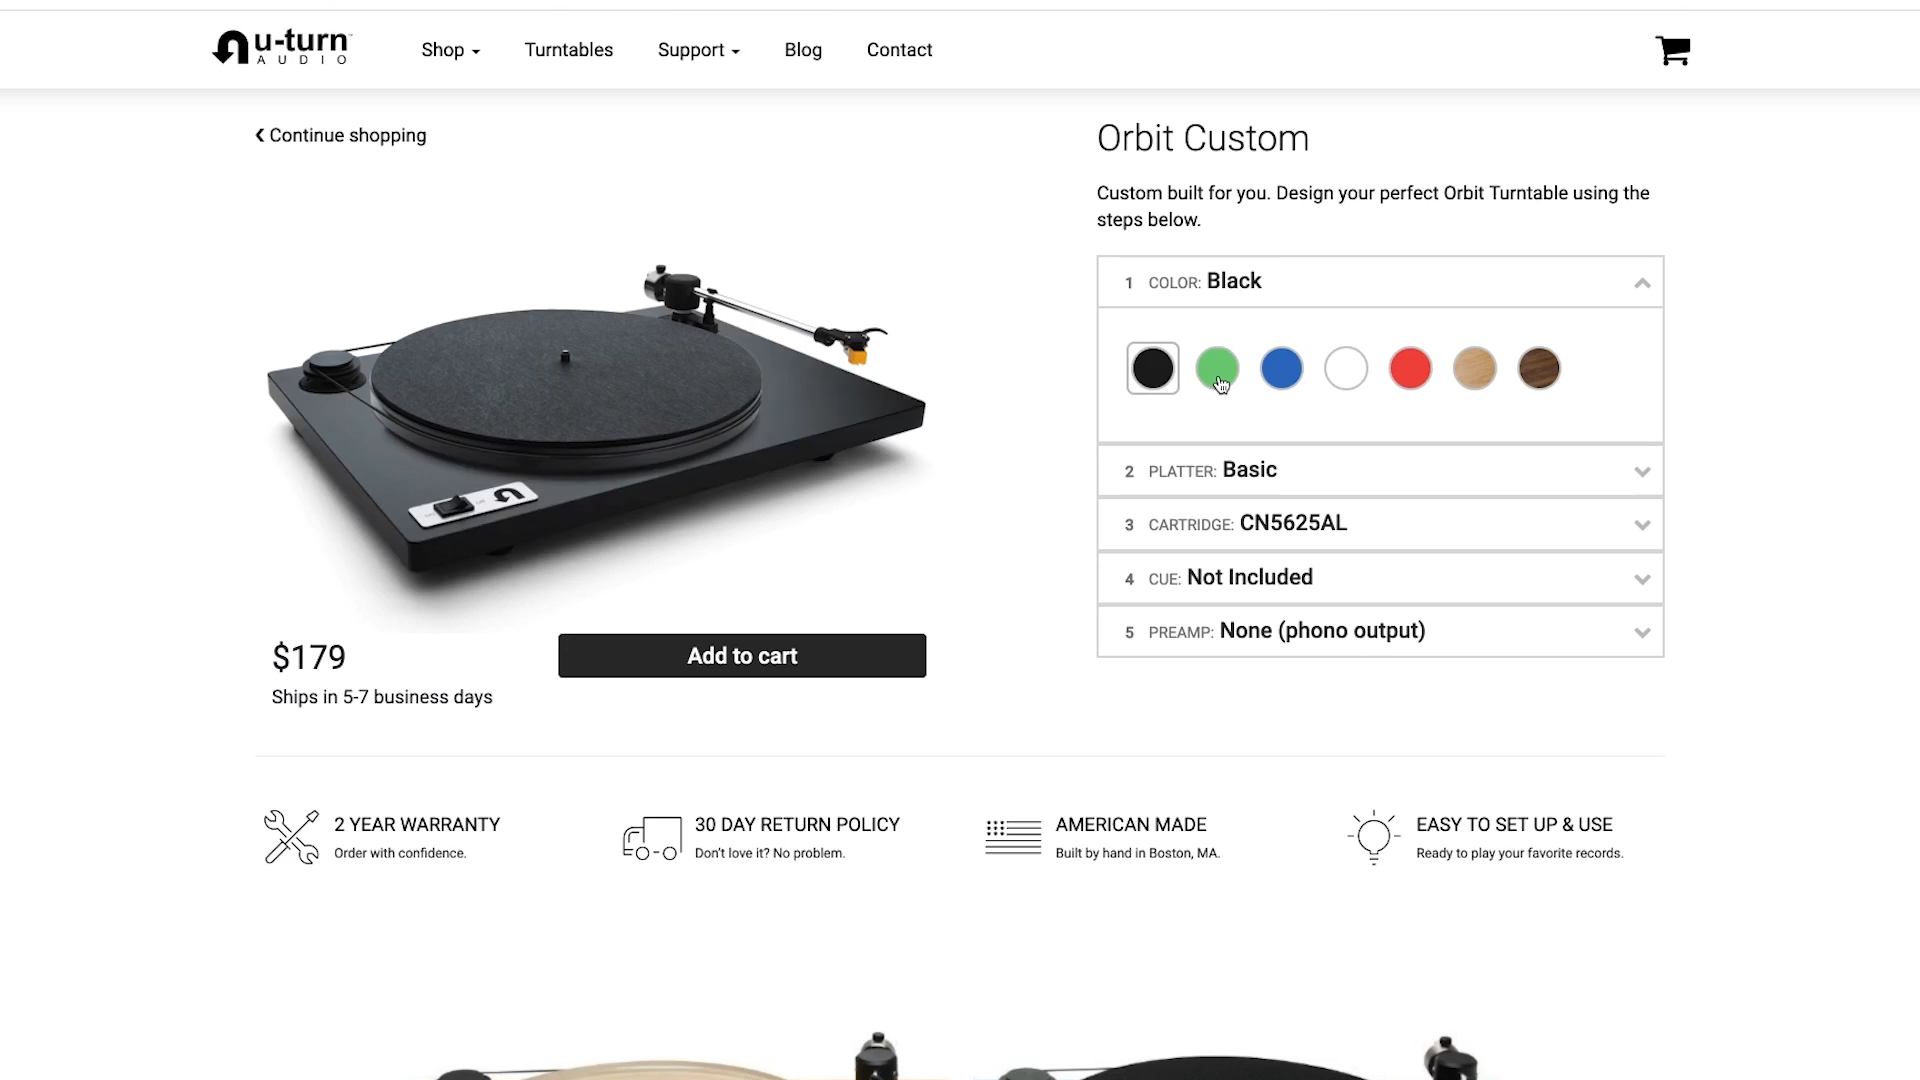 u-turn
AUDIO
Shop
Turntables
Support
Blog
Contact
Continue shopping
Orbit Custom
Custom built for you. Design your perfect Orbit Turntable using the
steps below.
1 COLOR: Black
2 PLATTER: Basic
3 CARTRIDGE: CN5625AL
4 CUE: Not Included
5 PREAMP: None (phono output)
$179
Add to cart
Ships in 5-7 business days
2 YEAR WARRANTY
Order with confidence.
30 DAY RETURN POLICY
Don't love it? No problem.
AMERICAN MADE
Built by hand in Boston, MA.
EASY TO SET UP & USE
Ready to play your favorite records.